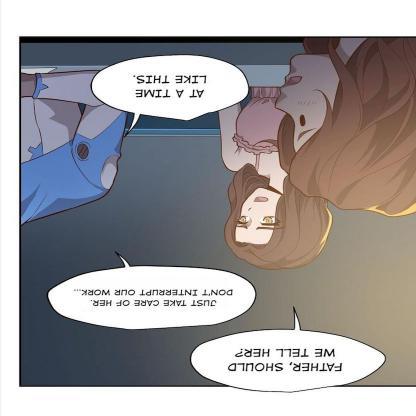 FATHER, SHOULD
WE TELL HER?
JUST TAKE CARE OF HER.
DON'T INTERRUPT OUR WORK...
AT A TIME
LIKE THIS.